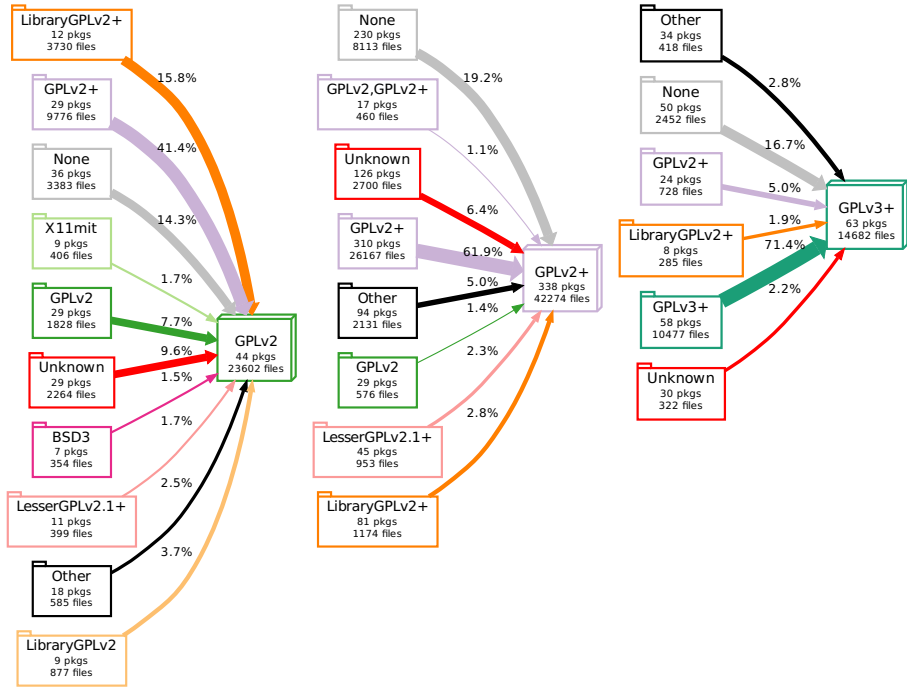 LibraryGPLv2+
12 pkgs
3730 files
15.8%
GPLv2+
29 pkgs
9776 files
41.4%
None
36 pkgs
3383 files
14.3%
X11mit
9 pkgs
406 files
1.7%
GPLv2
29 pkgs
1828 files
7.7%
Unknown
29 pkgs
2264 files
9.6%
BSD3
7 pkgs
354 files
1.5%
LesserGPLv2.1+
11 pkgs
399 files
1.7%
Other
18 pkgs
585 files
2.5%
LibraryGPLv2
9 pkgs
877 files
3.7%
GPLv2
44 pkgs
23602 files
None
230 pkgs
8113 files
19.2%
GPLv2,GPLv2+
17 pkgs
460 files
1.1%
Unknown
126 pkgs
2700 files
6.4%
GPLv2+
310 pkgs
26167 files
61.9%
Other
94 pkgs
2131 files
5.0%
GPLv2
29 pkgs
576 files
1.4%
LesserGPLv2.1+
45 pkgs
953 files
2.3%
LibraryGPLv2+
81 pkgs
1174 files
2.8%
GPLv2+
338 pkgs
42274 files
Other
34 pkgs
418 files
2.8%
None
50 pkgs
2452 files
16.7%
GPLv2+
24 pkgs
728 files
5.0%
LibraryGPLv2+
8 pkgs
285 files
1.9%
GPLv3+
58 pkgs
10477 files
71.4%
Unknown
30 pkgs
322 files
2.2%
GPLv3+
63 pkgs
14682 files